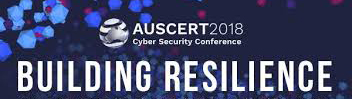 AUSCERT2018
Cyber Security Conference
BUILDING RESILIENCE